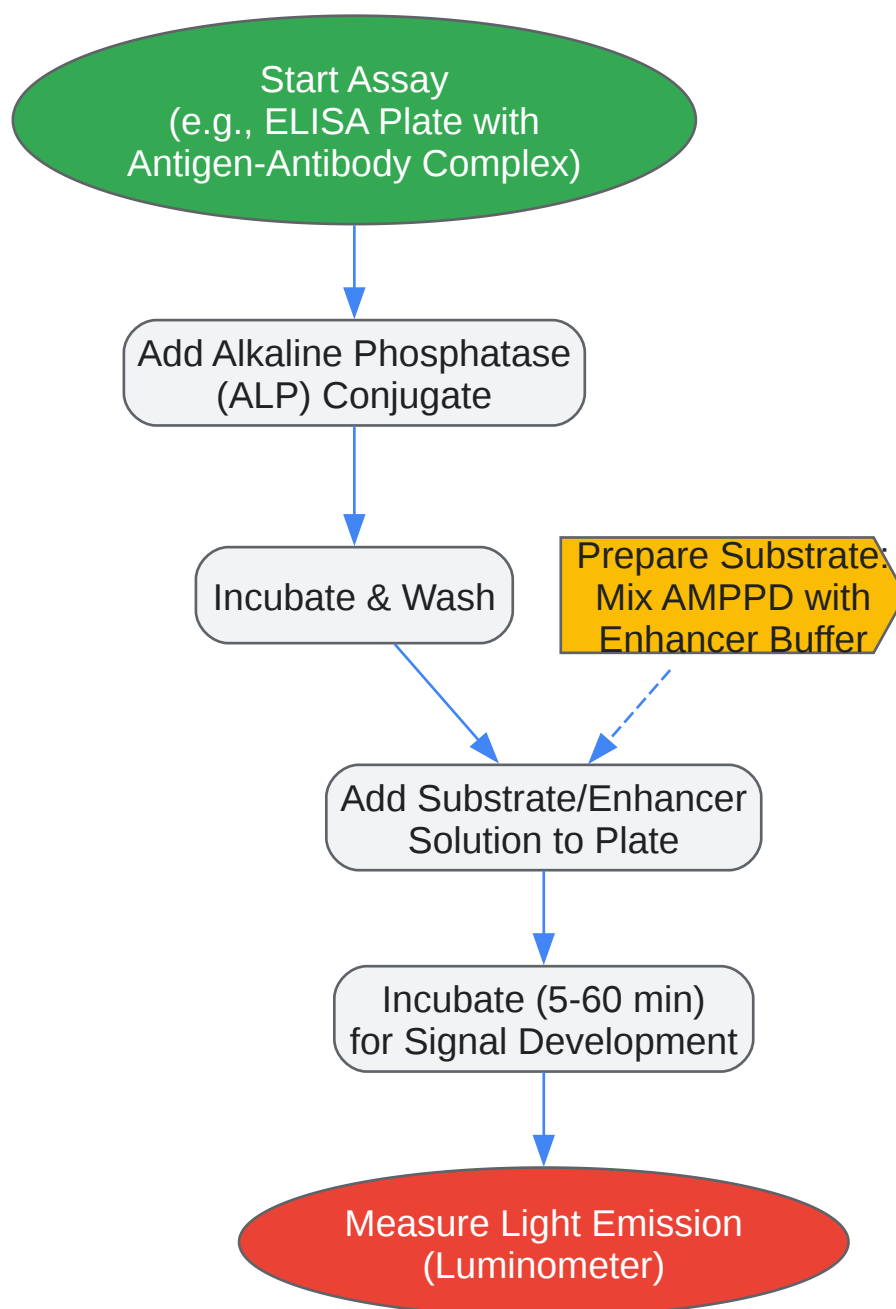 Start Assay
(e.g., ELISA Plate with
Antigen-Antibody Complex)
Add Alkaline Phosphatase
(ALP) Conjugate
Incubate & Wash
Prepare Substrate:
Mix AMPPD with
Enhancer Buffer
Add Substrate/Enhancer
Solution to Plate
Incubate (5-60 min)
for Signal Development
Measure Light Emission
(Luminometer)